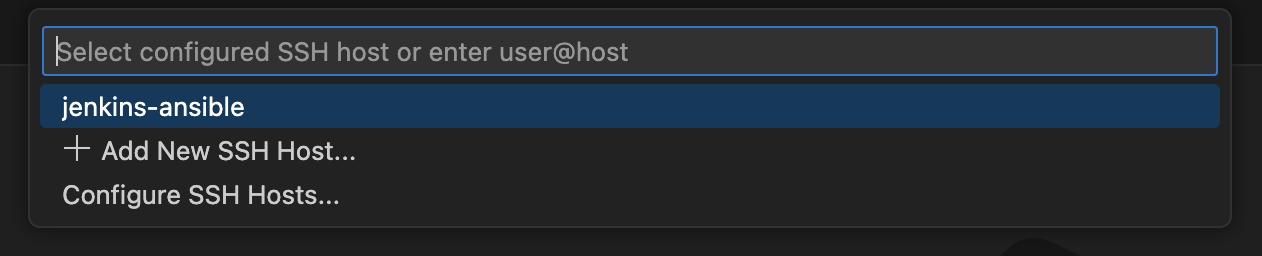 Select configured SSH host or enter user@host
jenkins-ansible
+ Add New SSH Host...
Configure SSH Hosts...